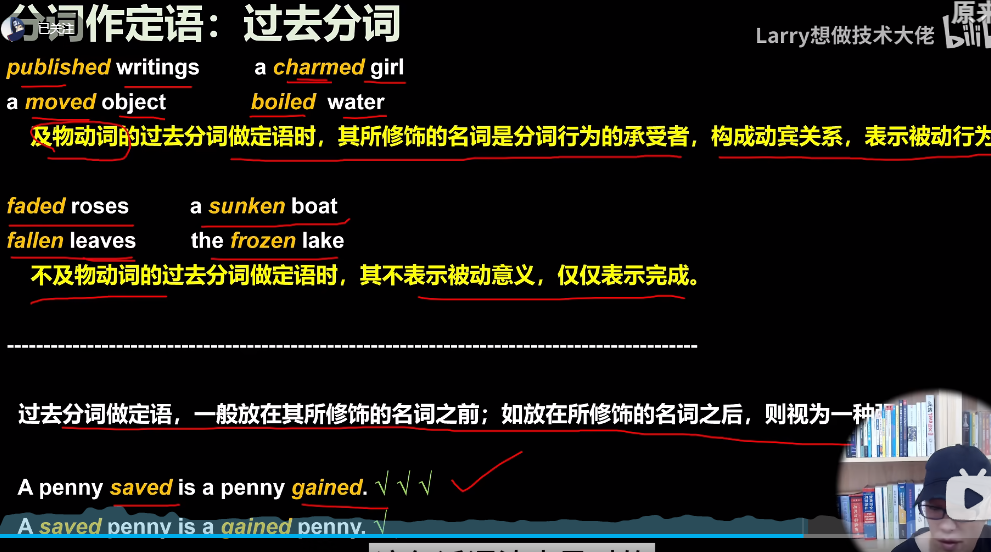 分词作定语：过去分词
已关注
原来
Larry想做技术大佬 bili
published writings a charmed girl
a moved object boiled water
及物动词的过去分词做定语时，其所修饰的名词是分词行为的承受者，构成动宾关系，表示被动行为
faded roses a sunken boat
fallen leaves the frozen lake
不及物动词的过去分词做定语时，其不表示被动意义，仅仅表示完成。
过去分词做定语，一般放在其所修饰的名词之前；如放在所修饰的名词之后，则视为一种
A penny saved is a penny gained. √ √ √
A saved penny is a gained penny. √